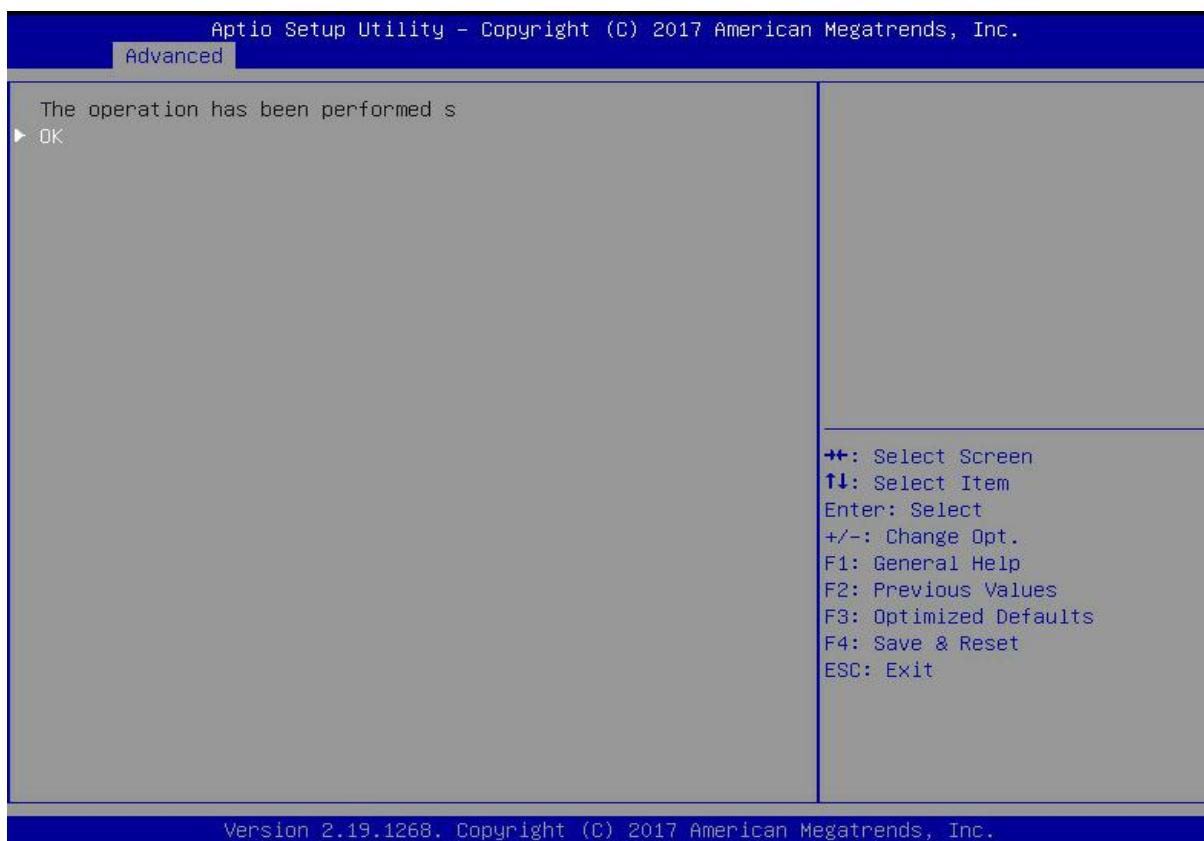 Aptio Setup Utility – Copyright (C) 2017 American Megatrends, Inc.
Advanced
The operation has been performed s
► OK
→←: Select Screen
↑↓: Select Item
Enter: Select
+/-: Change Opt.
F1: General Help
F2: Previous Values
F3: Optimized Defaults
F4: Save & Reset
ESC: Exit
Version 2.19.1268. Copyright (C) 2017 American Megatrends, Inc.